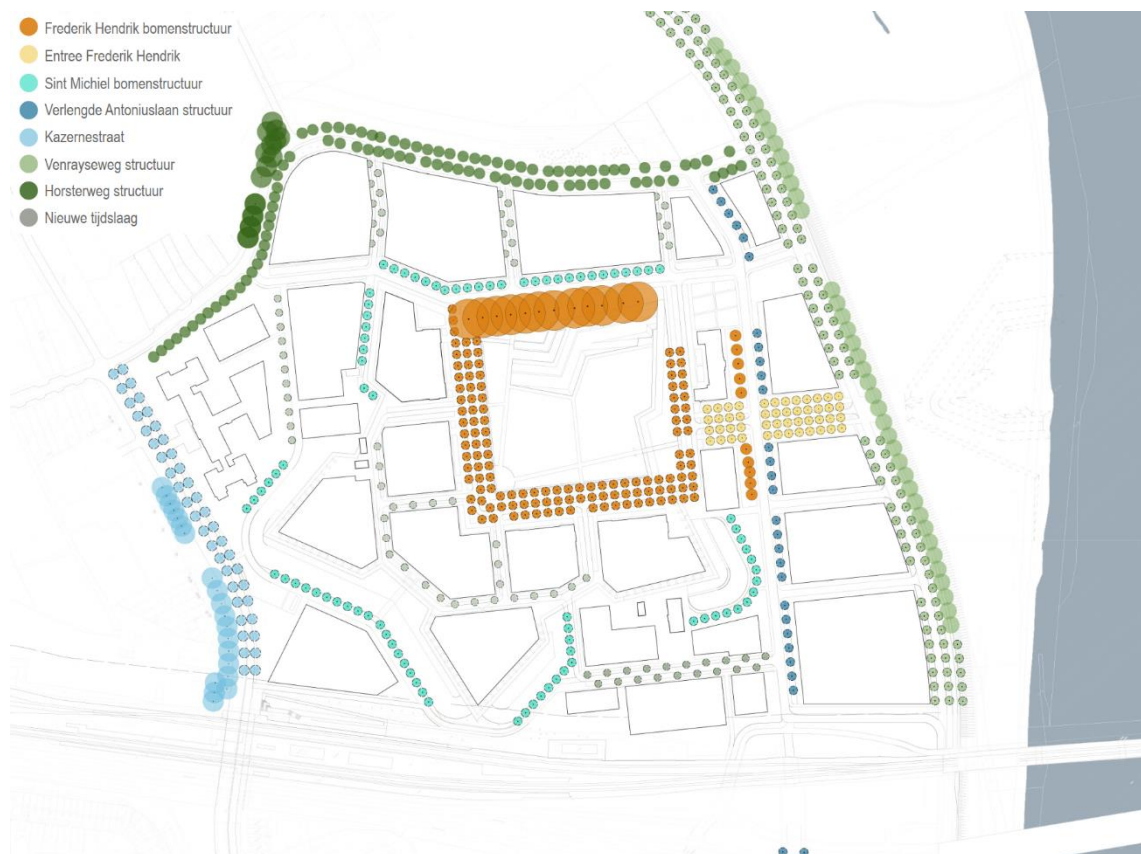 Frederik Hendrik bomenstructuur
Entree Frederik Hendrik
Sint Michiel bomenstructuur
Verlengde Antoniuslaan structuur
Kazernestraat
Venrayseweg structuur
Horsterweg structuur
Nieuwe tijdslaag